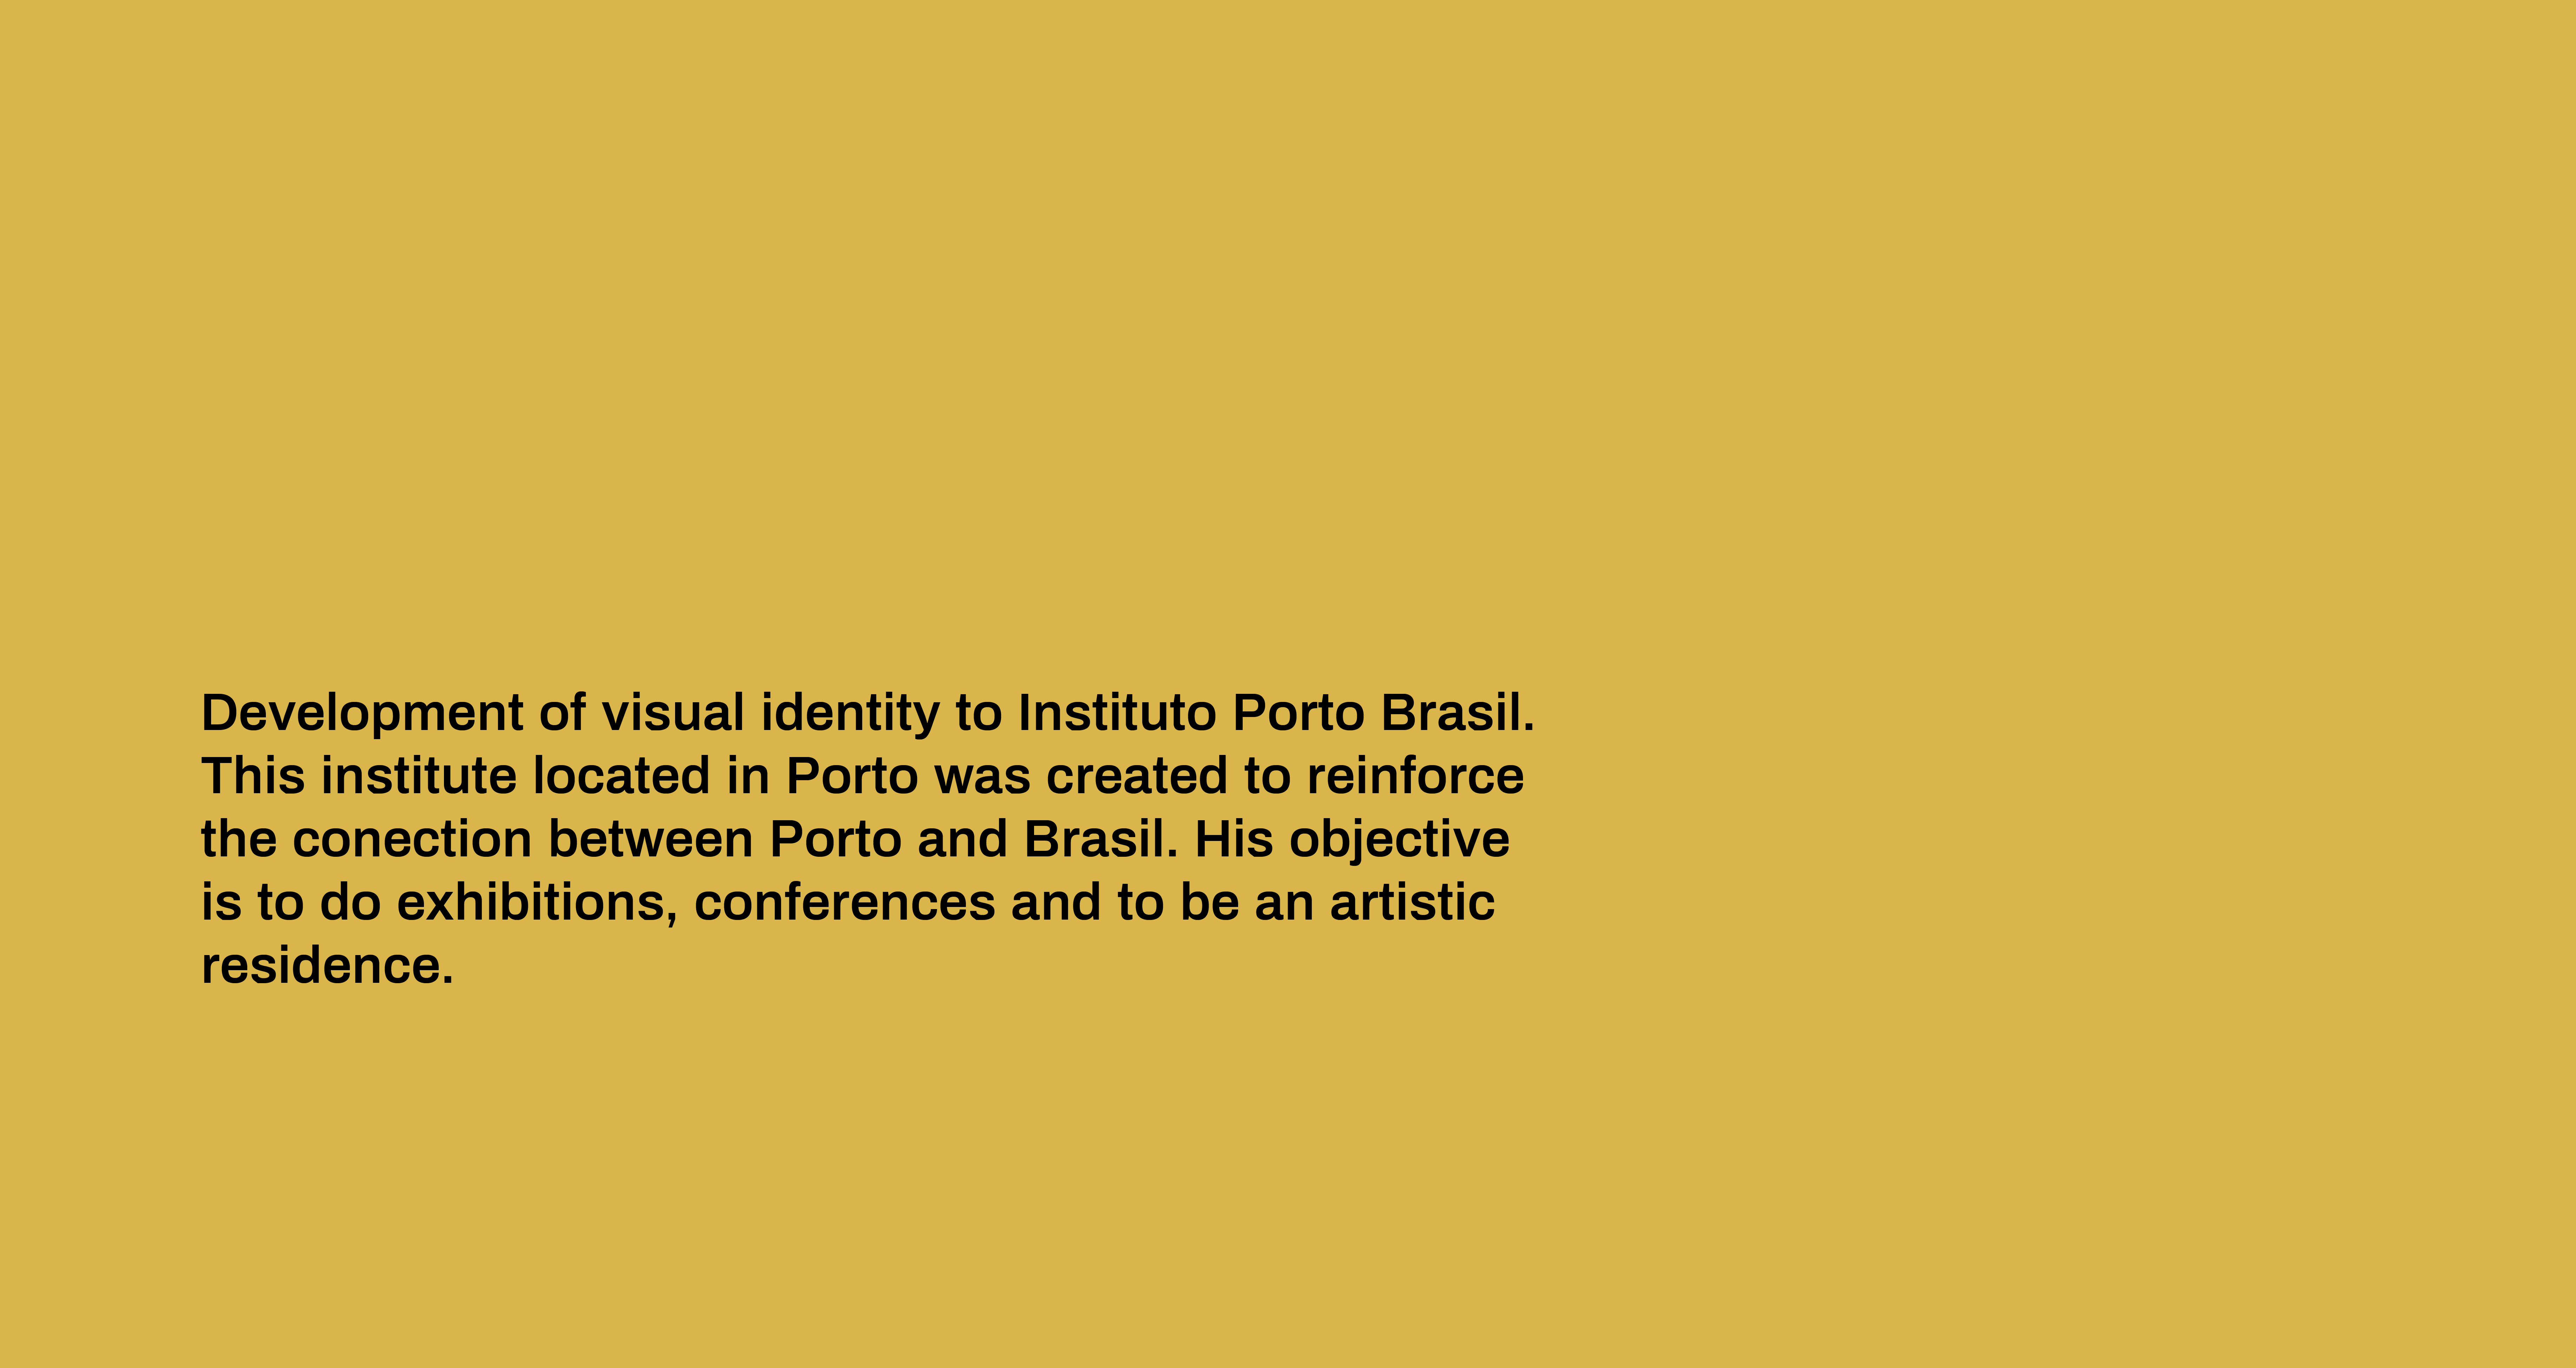 Development of visual identity to Instituto Porto Brasil.
This institute located in Porto was created to reinforce
the conection between Porto and Brasil. His objective
is to do exhibitions, conferences and to be an artistic
residence.